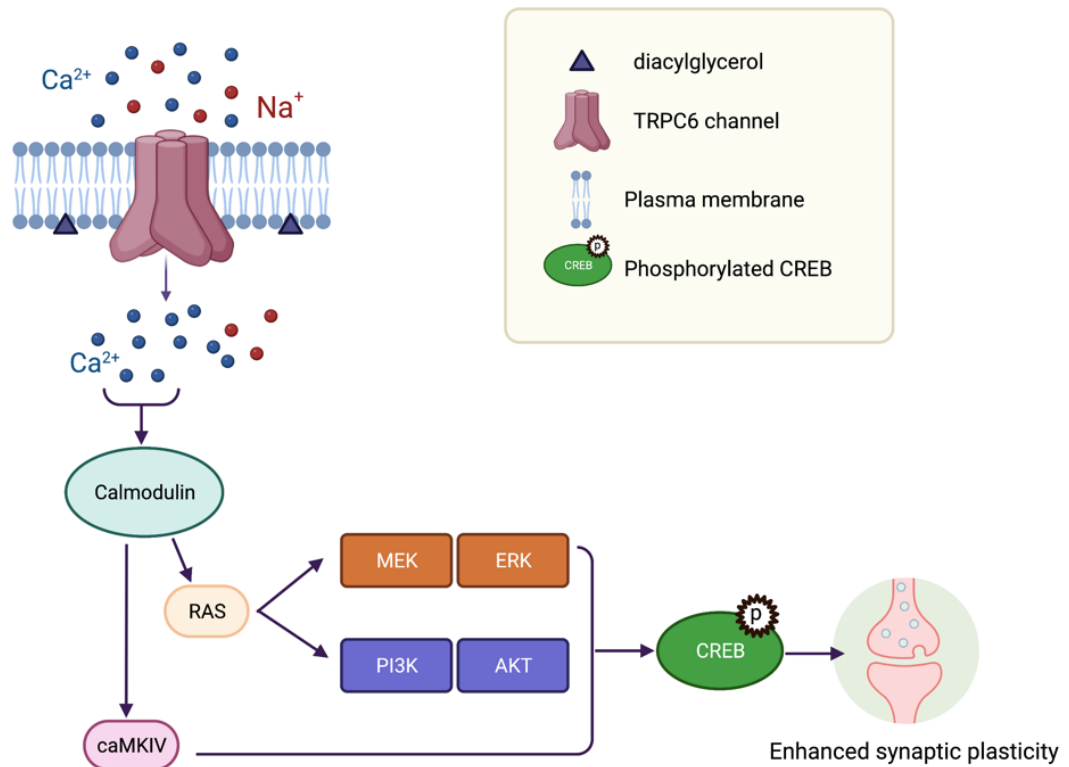 Ca²⁺
Na⁺
diacylglycerol
TRPC6 channel
Plasma membrane
P
CREB
Phosphorylated CREB
Ca²⁺
Calmodulin
MEK
ERK
RAS
P
CREB
PI3K
AKT
caMKIV
Enhanced synaptic plasticity